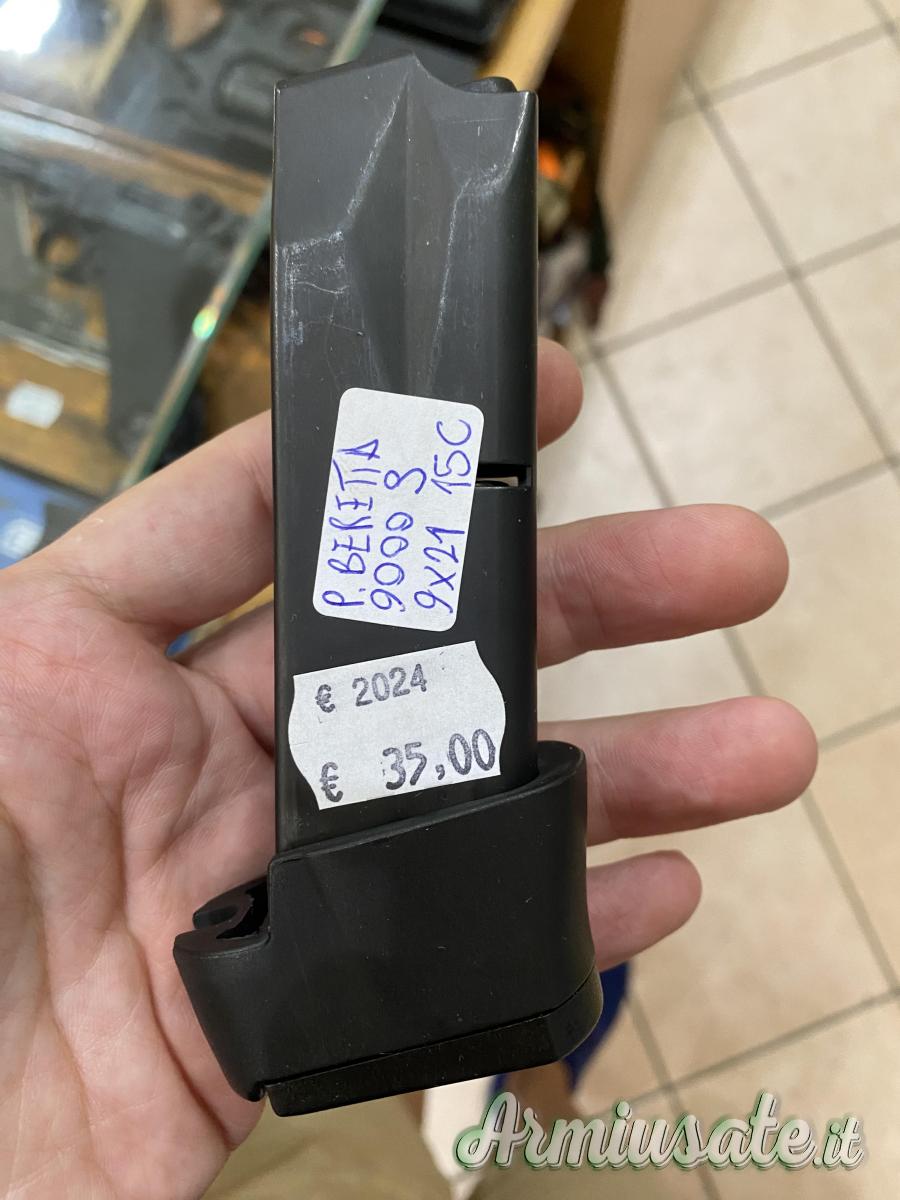 P.BERETTA
9000 S
9x21 15C
€ 2024
€ 35,00
Armiusate.it